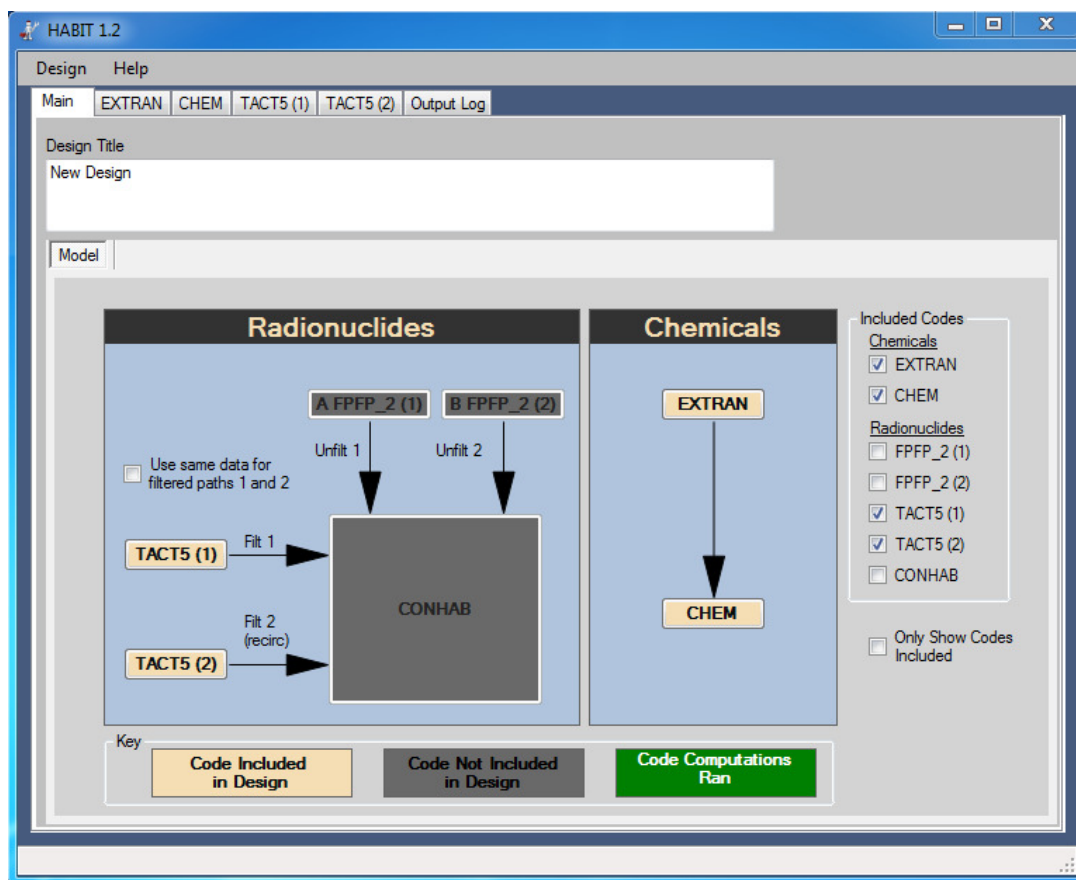 HABIT 1.2
Design Help
Main EXTRAN CHEM TACT5 (1) TACT5 (2) Output Log
Design Title
New Design
Model
Radionuclides
A FPFP_2 (1) B FPFP_2 (2)
Unfilt 1 Unfilt 2
Use same data for
filtered paths 1 and 2
TACT5 (1) Filt 1
CONHAB
Filt 2
(recirc)
TACT5 (2)
Chemicals
EXTRAN
CHEM
Included Codes
Chemicals
EXTRAN
CHEM
Radionuclides
FPFP_2 (1)
FPFP_2 (2)
TACT5 (1)
TACT5 (2)
CONHAB
Only Show Codes
Included
Key
Code Included
in Design
Code Not Included
in Design
Code Computations
Ran